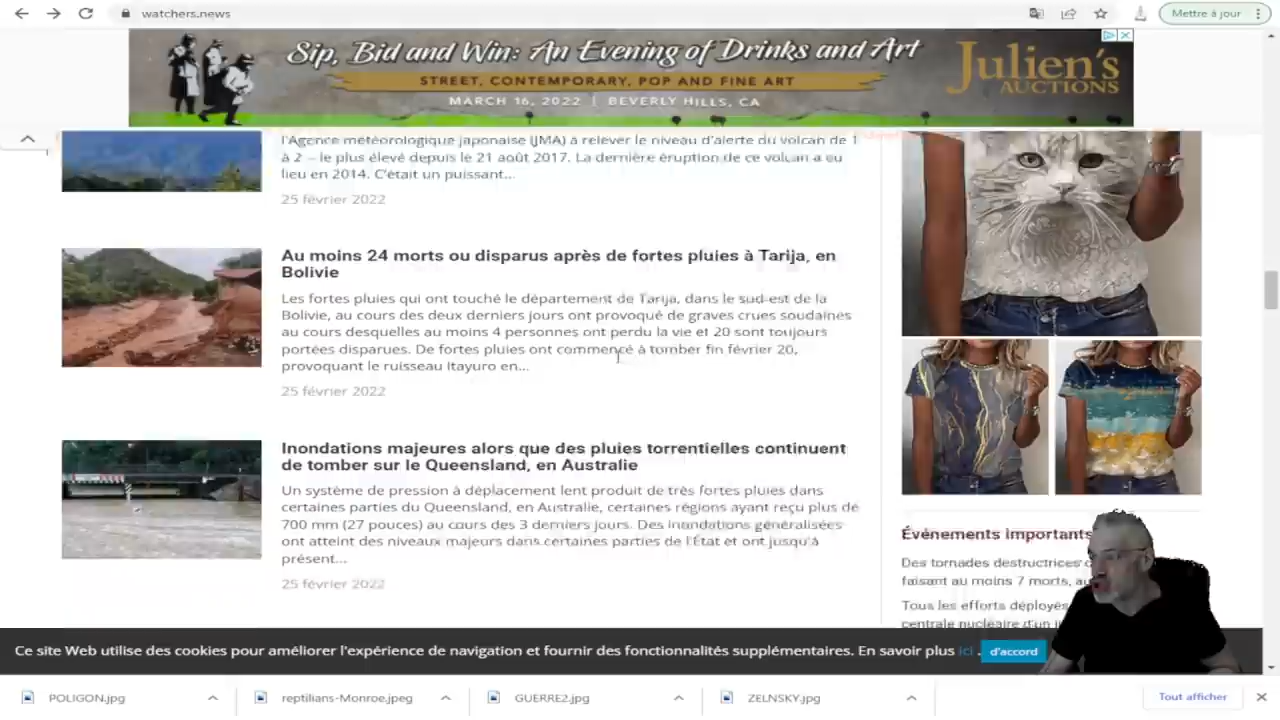 watchers.news
Mettre à jour
Sip, Bid and Win: An Evening of Drinks and Art
STREET, CONTEMPORARY, POP AND FINE ART
MARCH 16, 2022 | BEVERLY HILLS, CA
Julien's
AUCTIONS
l'Agence météorologique japonaise (JMA) à relever le niveau d'alerte du volcan de 1
à 2 – le plus élevé depuis le 21 août 2017. La dernière éruption de ce volcan a eu
lieu en 2014. C'était un puissant...
25 février 2022
Au moins 24 morts ou disparus après de fortes pluies à Tarija, en
Bolivie
Les fortes pluies qui ont touché le département de Tarija, dans le sud-est de la
Bolivie, au cours des deux derniers jours ont provoqué de graves crues soudaines
au cours desquelles au moins 4 personnes ont perdu la vie et 20 sont toujours
portées disparues. De fortes pluies ont commencé à tomber fin février 20,
provoquant le ruisseau Itayuro en...
25 février 2022
Inondations majeures alors que des pluies torrentielles continuent
de tomber sur le Queensland, en Australie
Un système de pression à déplacement lent produit de très fortes pluies dans
certaines parties du Queensland, en Australie, certaines régions ayant reçu plus de
700 mm (27 pouces) au cours des 3 derniers jours. Des inondations généralisées
ont atteint des niveaux majeurs dans certaines parties de l'État et ont jusqu'à
présent...
25 février 2022
Événements importants
Des tornades destructrices
faisant au moins 7 morts, au
Tous les efforts déployés
centrale nucléaire d'un
Ce site Web utilise des cookies pour améliorer l'expérience de navigation et fournir des fonctionnalités supplémentaires. En savoir plus ici .
d'accord
POLIGON.jpg
reptilians-Monroe.jpeg
GUERRE2.jpg
ZELNSKY.jpg
Tout afficher